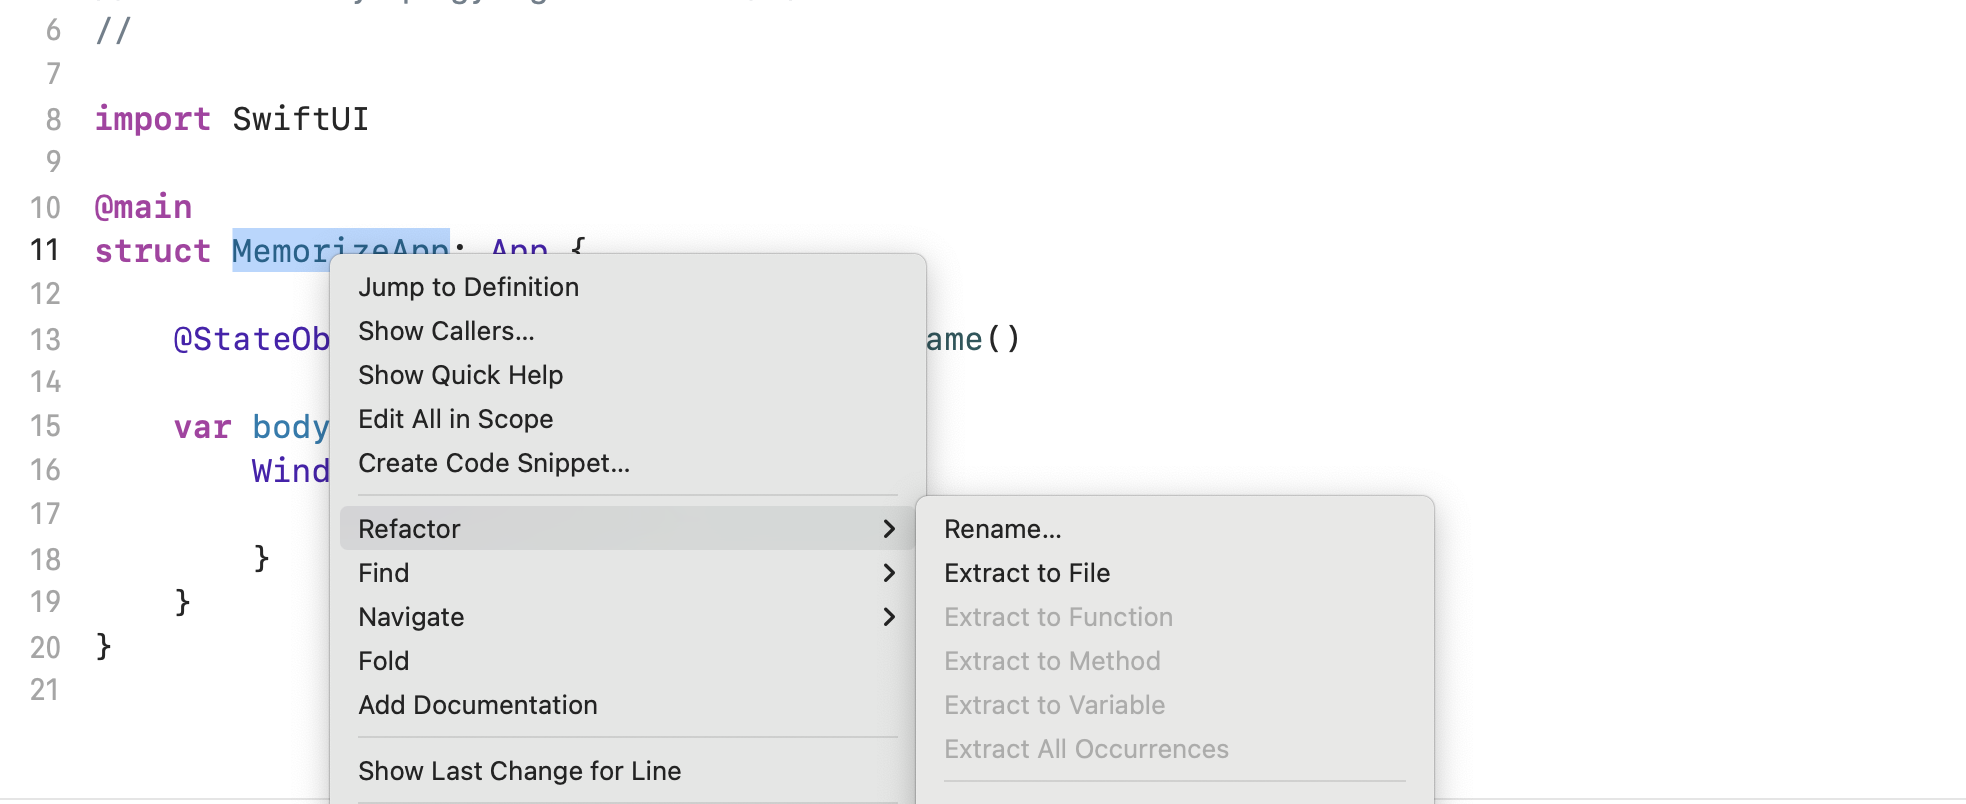 6 //
7
8 import SwiftUI
9
10 @main
11 struct MemorizeApp: App {
12
13 @StateOb ame()
14
15 var body
16 Wind
17
18 }
19 }
20 }
21
Jump to Definition
Show Callers...
Show Quick Help
Edit All in Scope
Create Code Snippet...
Refactor
Find
Navigate
Fold
Add Documentation
Show Last Change for Line
Rename...
Extract to File
Extract to Function
Extract to Method
Extract to Variable
Extract All Occurrences